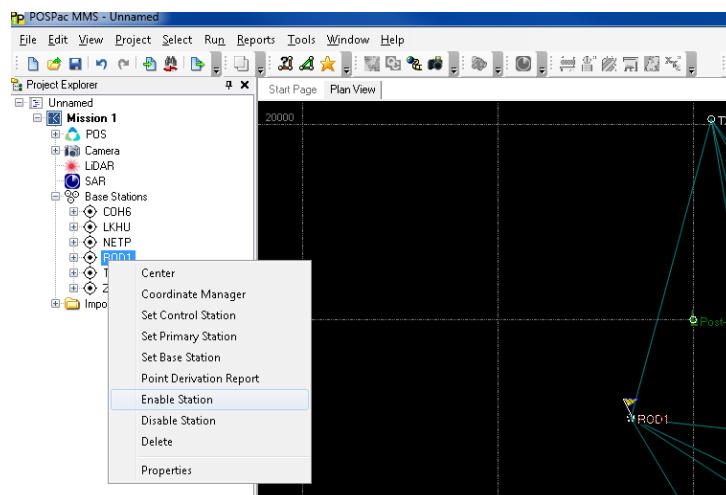 POSPac MMS - Unnamed
File Edit View Project Select Run Reports Tools Window Help
Project Explorer
Start Page Plan View
Unnamed
Mission 1
POS
Camera
LiDAR
SAR
Base Stations
COH6
LKHU
NETP
ROD1
T
Z
Impo
Center
Coordinate Manager
Set Control Station
Set Primary Station
Set Base Station
Point Derivation Report
Enable Station
Disable Station
Delete
Properties
20000
T
Post-
ROD1